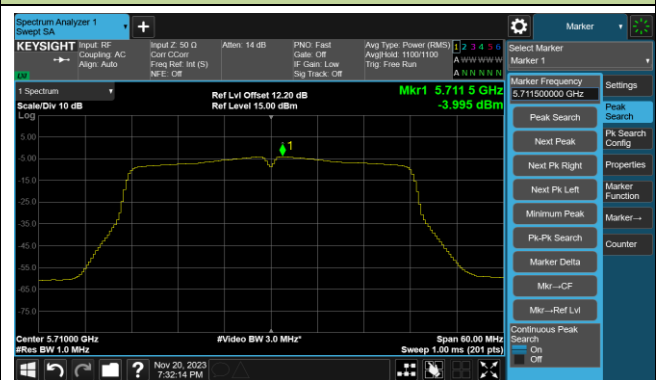 Spectrum Analyzer 1
Swept SA
Marker
KEYSIGHT
Input: RF
Coupling: AC
Align: Auto
Input Z: 50 Ω
Corr CCorr
Freq Ref: Int (S)
NFE: Off
Atten: 14 dB
PNO: Fast
Gate: Off
IF Gain: Low
Sig Track: Off
Avg Type: Power (RMS)
Avg|Hold: 1100/1100
Trig: Free Run
1 2 3 4 5 6
A W W W W W
A N N N N N
Select Marker
Marker 1
LXI
1 Spectrum
Scale/Div 10 dB
Log
Ref Lvl Offset 12.20 dB
Ref Level 15.00 dBm
Mkr1 5.711 5 GHz
-3.995 dBm
1
5.00
-5.00
-15.0
-25.0
-35.0
-45.0
-55.0
-65.0
-75.0
Center 5.71000 GHz
#Res BW 1.0 MHz
#Video BW 3.0 MHz*
Span 60.00 MHz
Sweep 1.00 ms (201 pts)
Marker Frequency
5.711500000 GHz
Peak Search
Next Peak
Next Pk Right
Next Pk Left
Minimum Peak
Pk-Pk Search
Marker Delta
Mkr→CF
Mkr→Ref Lvl
Continuous Peak
Search
On
Off
Settings
Peak
Search
Pk Search
Config
Properties
Marker
Function
Marker→
Counter
?
Nov 20, 2023
7:32:14 PM